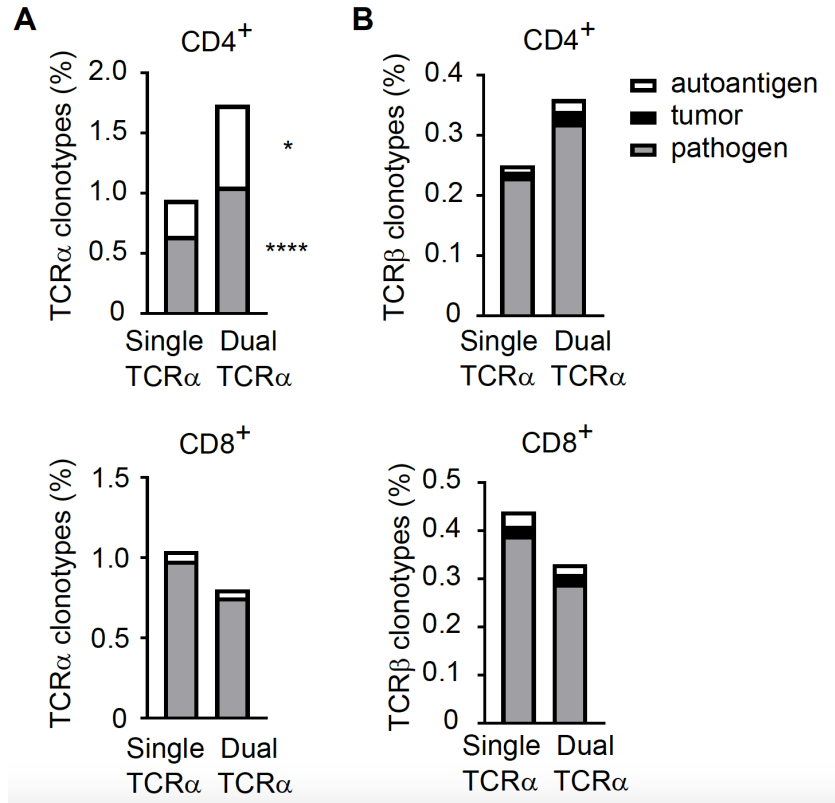 A
CD4+
TCRα clonotypes (%)
2.0
1.5
1.0
0.5
0
*
****
Single Dual
TCRα TCRα
B
CD4+
TCRβ clonotypes (%)
0.4
0.3
0.2
0.1
0
Single Dual
TCRα TCRα
autoantigen
tumor
pathogen
CD8+
TCRα clonotypes (%)
1.5
1.0
0.5
0
Single Dual
TCRα TCRα
CD8+
TCRβ clonotypes (%)
0.5
0.4
0.3
0.2
0.1
0
Single Dual
TCRα TCRα